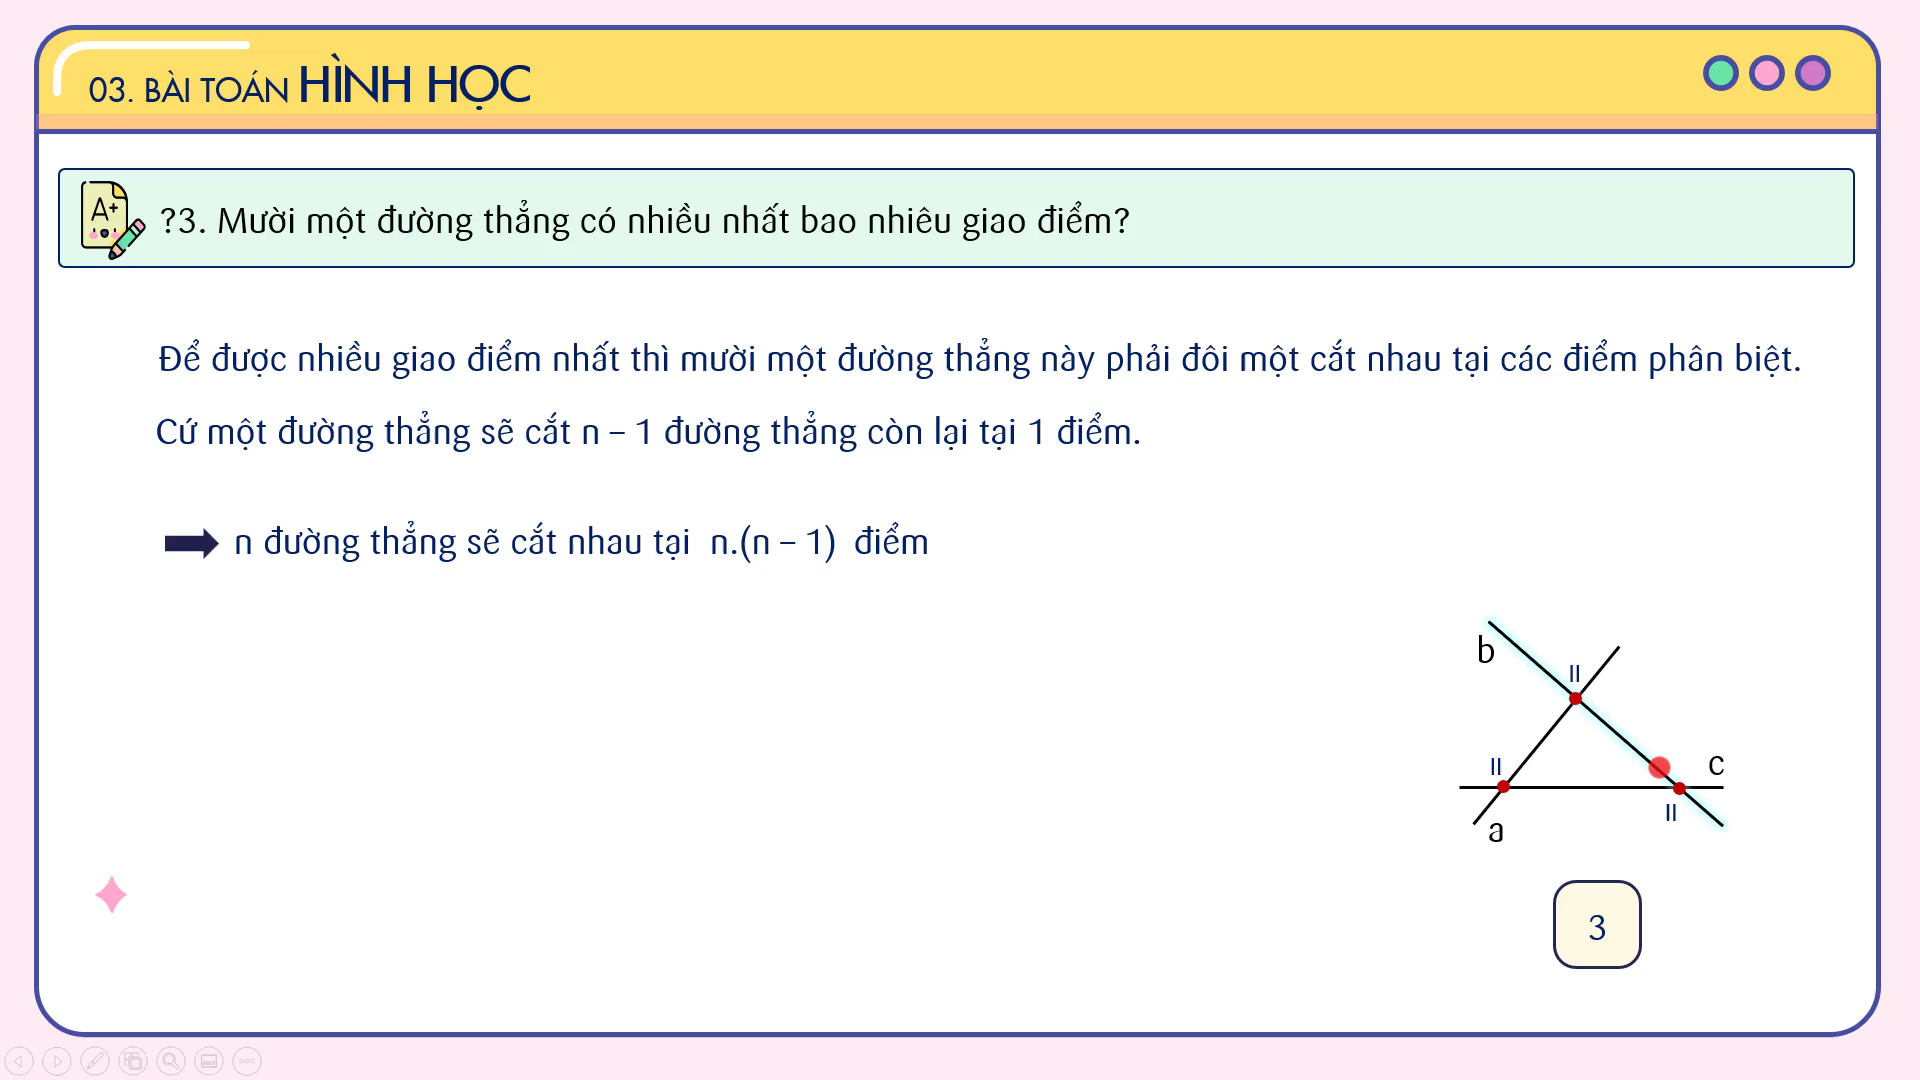 03. BÀI TOÁN HÌNH HỌC
A+
?3. Mười một đường thẳng có nhiều nhất bao nhiêu giao điểm?
Để được nhiều giao điểm nhất thì mười một đường thẳng này phải đôi một cắt nhau tại các điểm phân biệt.
Cứ một đường thẳng sẽ cắt n – 1 đường thẳng còn lại tại 1 điểm.
n đường thẳng sẽ cắt nhau tại n.(n – 1) điểm
b
II
II
c
II
a
3